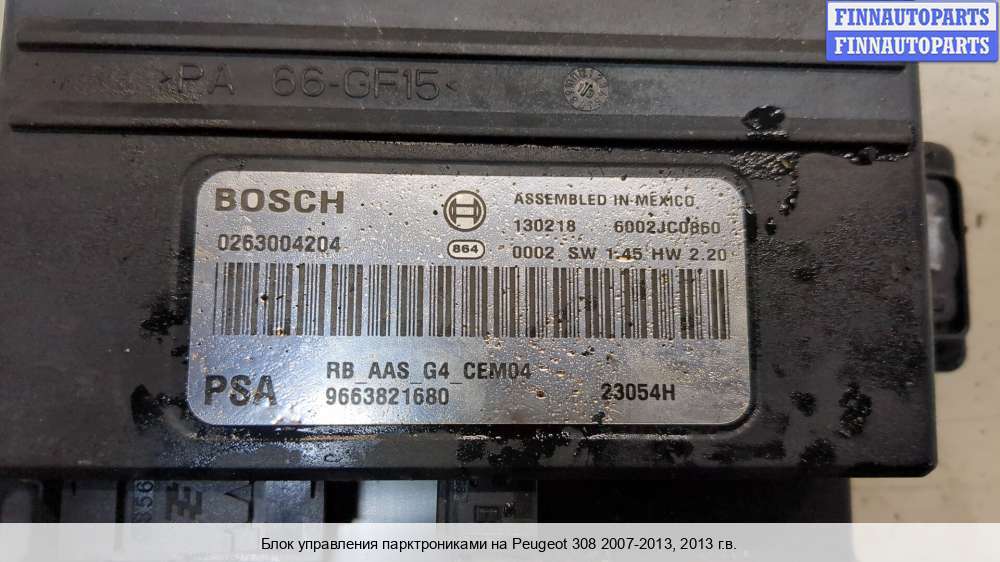 FINNAUTOPARTS
FINNAUTOPARTS
>PA 66-GF15<
BOSCH
ASSEMBLED IN MEXICO
130218 6002JC0860
0263004204
864
0002 SW 1.45 HW 2.20
RB_AAS_G4_CEM04
PSA
9663821680
23054H
Блок управления парктрониками на Peugeot 308 2007-2013, 2013 г.в.